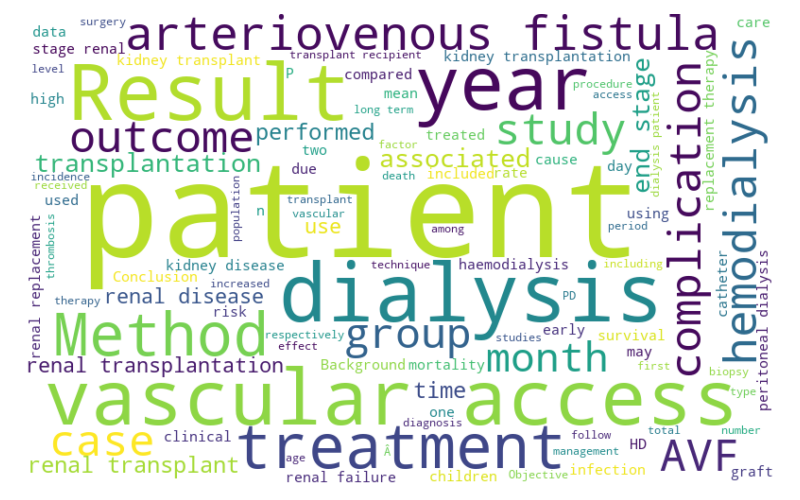 surgery
care
data
arteriovenous fistula
stage renal
kidney transplant
transplant recipient
kidney transplantation
level
P
compared
procedure
Result
year
high
mean
access
long term
outcome
performed
treated
study
factor
transplantation
two
associated
cause
end stage
complication
hemodialysis
replacement therapy
dialysis patient
incidence
due
death
included
rate
day
received
patient
used
population
n
transplant
use
vascular
among
using
period
thrombosis
renal replacement
kidney disease
technique
haemodialysis
including
Conclusion
increased
therapy
renal disease
dialysis
PD
catheter
peritoneal dialysis
risk
Method
respectively
group
studies
early
survival
effect
month
may
first
biopsy
renal transplantation
Background
mortality
type
vascular access
time
one
diagnosis
case
clinical
treatment
follow
total
number
HD
AVF
management
age
Â
renal transplant
renal failure
children
Objective
infection
graft